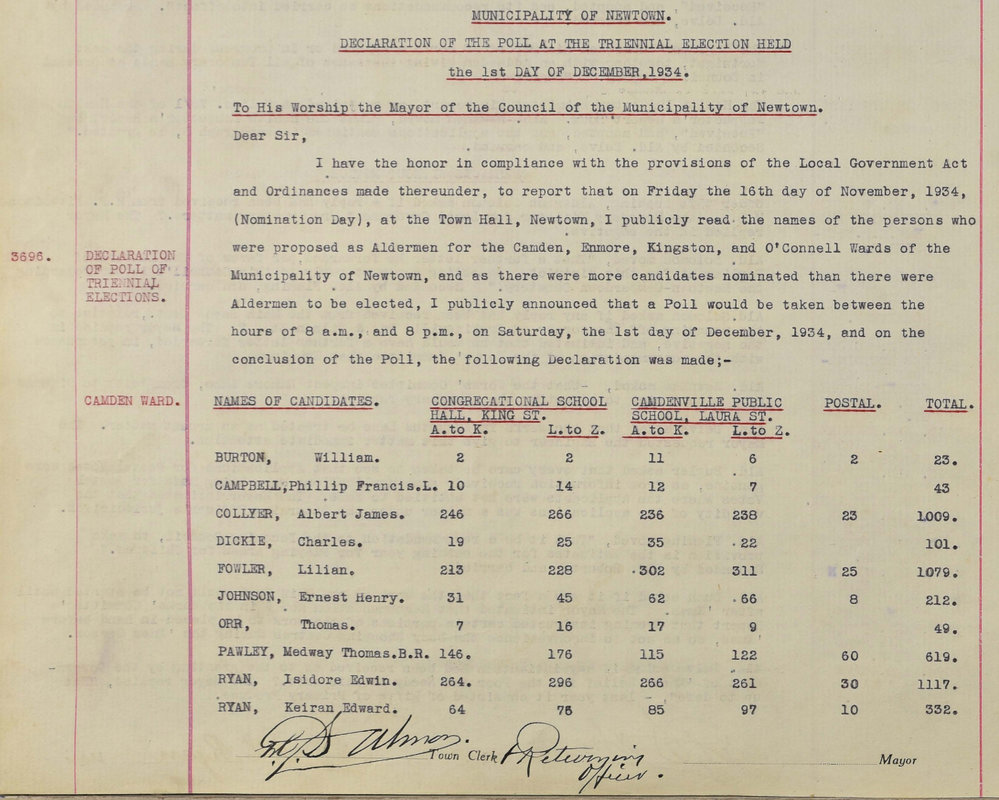 MUNICIPALITY OF NEWTOWN.
DECLARATION OF THE POLL AT THE TRIENNIAL ELECTION HELD
the 1st DAY OF DECEMBER,1934.
To His Worship the Mayor of the Council of the Municipality of Newtown.
Dear Sir,
I have the honor in compliance with the provisions of the Local Government Act
and Ordinances made thereunder, to report that on Friday the 16th day of November, 1934,
(Nomination Day), at the Town Hall, Newtown, I publicly read the names of the persons who
were proposed as Aldermen for the Camden, Enmore, Kingston, and O'Connell Wards of the
3696. DECLARATION OF POLL OF TRIENNIAL ELECTIONS.
Municipality of Newtown, and as there were more candidates nominated than there were
Aldermen to be elected, I publicly announced that a Poll would be taken between the
hours of 8 a.m., and 8 p.m., on Saturday, the 1st day of December, 1934, and on the
conclusion of the Poll, the following Declaration was made;-
CAMDEN WARD. NAMES OF CANDIDATES. CONGREGATIONAL SCHOOL CAMDENVILLE PUBLIC POSTAL. TOTAL.
HALL, KING ST. SCHOOL, LAURA ST.
A.to K. L.to Z. A.to K. L.to Z.
BURTON, William. 2 2 11 6 2 23.
CAMPBELL,Phillip Francis.L. 10 14 12 7 43
COLLYER, Albert James. 246 266 236 238 23 1009.
DICKIE, Charles. 19 25 35 22 101.
FOWLER, Lilian. 213 228 302 311 25 1079.
JOHNSON, Ernest Henry. 31 45 62 66 8 212.
ORR, Thomas. 7 16 17 9 49.
PAWLEY, Medway Thomas.B.R. 146. 176 115 122 60 619.
RYAN, Isidore Edwin. 264. 296 266 261 30 1117.
RYAN, Keiran Edward. 64 76 85 97 10 332.
Town Clerk & Returning Officer. Mayor